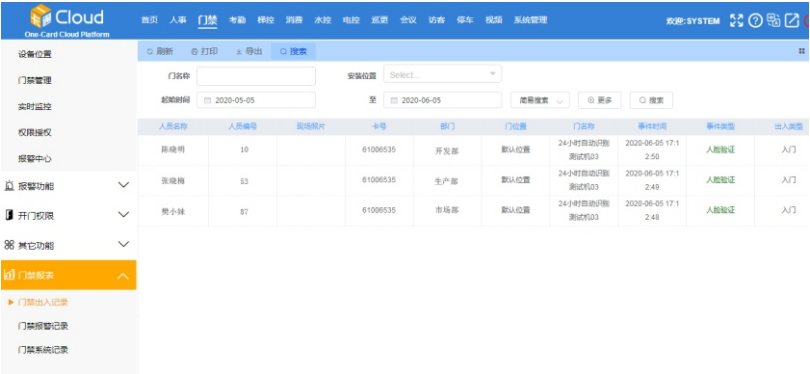 Cloud
One-Card Cloud Platform
首页 人事 门禁 考勤 梯控 消费 水控 电控 巡更 会议 访客 停车 视频 系统管理
欢迎:SYSTEM
设备位置
门禁管理
实时监控
权限授权
报警中心
报警功能
开门权限
其它功能
门禁报表
门禁出入记录
门禁报警记录
门禁系统记录
刷新 打印 导出 搜索
门名称 安装位置 Select...
起始时间 2020-05-05 至 2020-06-05 简易搜索 更多 搜索
人员名称 人员编号 现场照片 卡号 部门 门位置 门名称 事件时间 事件类型 出入类型
陈晓明 10 61006535 开发部 默认位置 24小时自动识别 2020-06-05 17:1 人脸验证 入门
测试机03 2:50
张晓梅 61006535 生产部 默认位置 24小时自动识别 2020-06-05 17:1 人脸验证 入门
测试机03 2:49
樊小妹 87 61006535 市场部 默认位置 24小时自动识别 2020-06-05 17:1 人脸验证 入门
测试机03 2:48